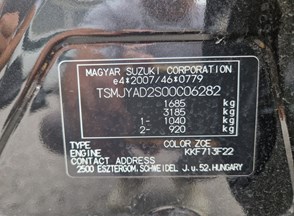 MAGYAR SUZUKI CORPORATION
e4*2007/46*0779
TSMJYAD2S00C06282
1685 kg
3185 kg
1- 1040 kg
2- 920 kg
TYPE COLOR ZCE
ENGINE KKF713F22
CONTACT ADDRESS
2500 ESZTERGOM, SCHWEIDEL J.u.52.HUNGARY